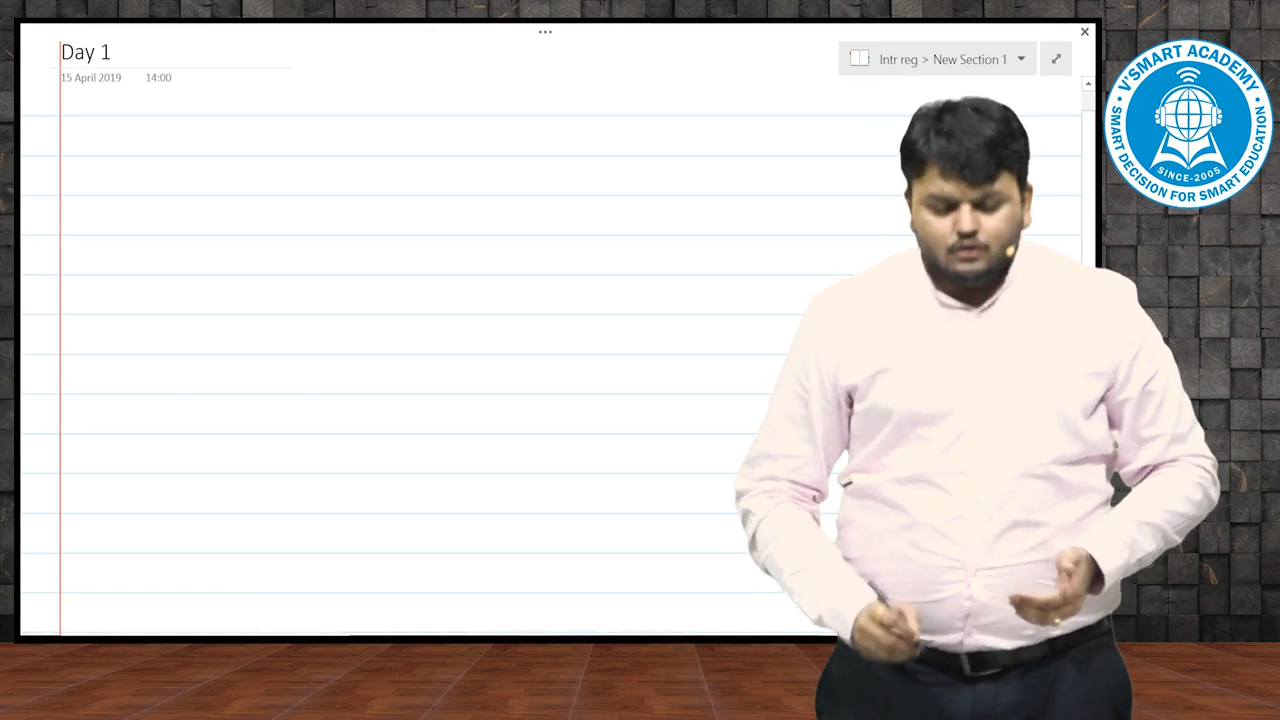 Day 1
15 April 2019 14:00
Intr reg > New Section 1
V'SMART ACADEMY
SINCE-2005
SMART DECISION FOR SMART EDUCATION